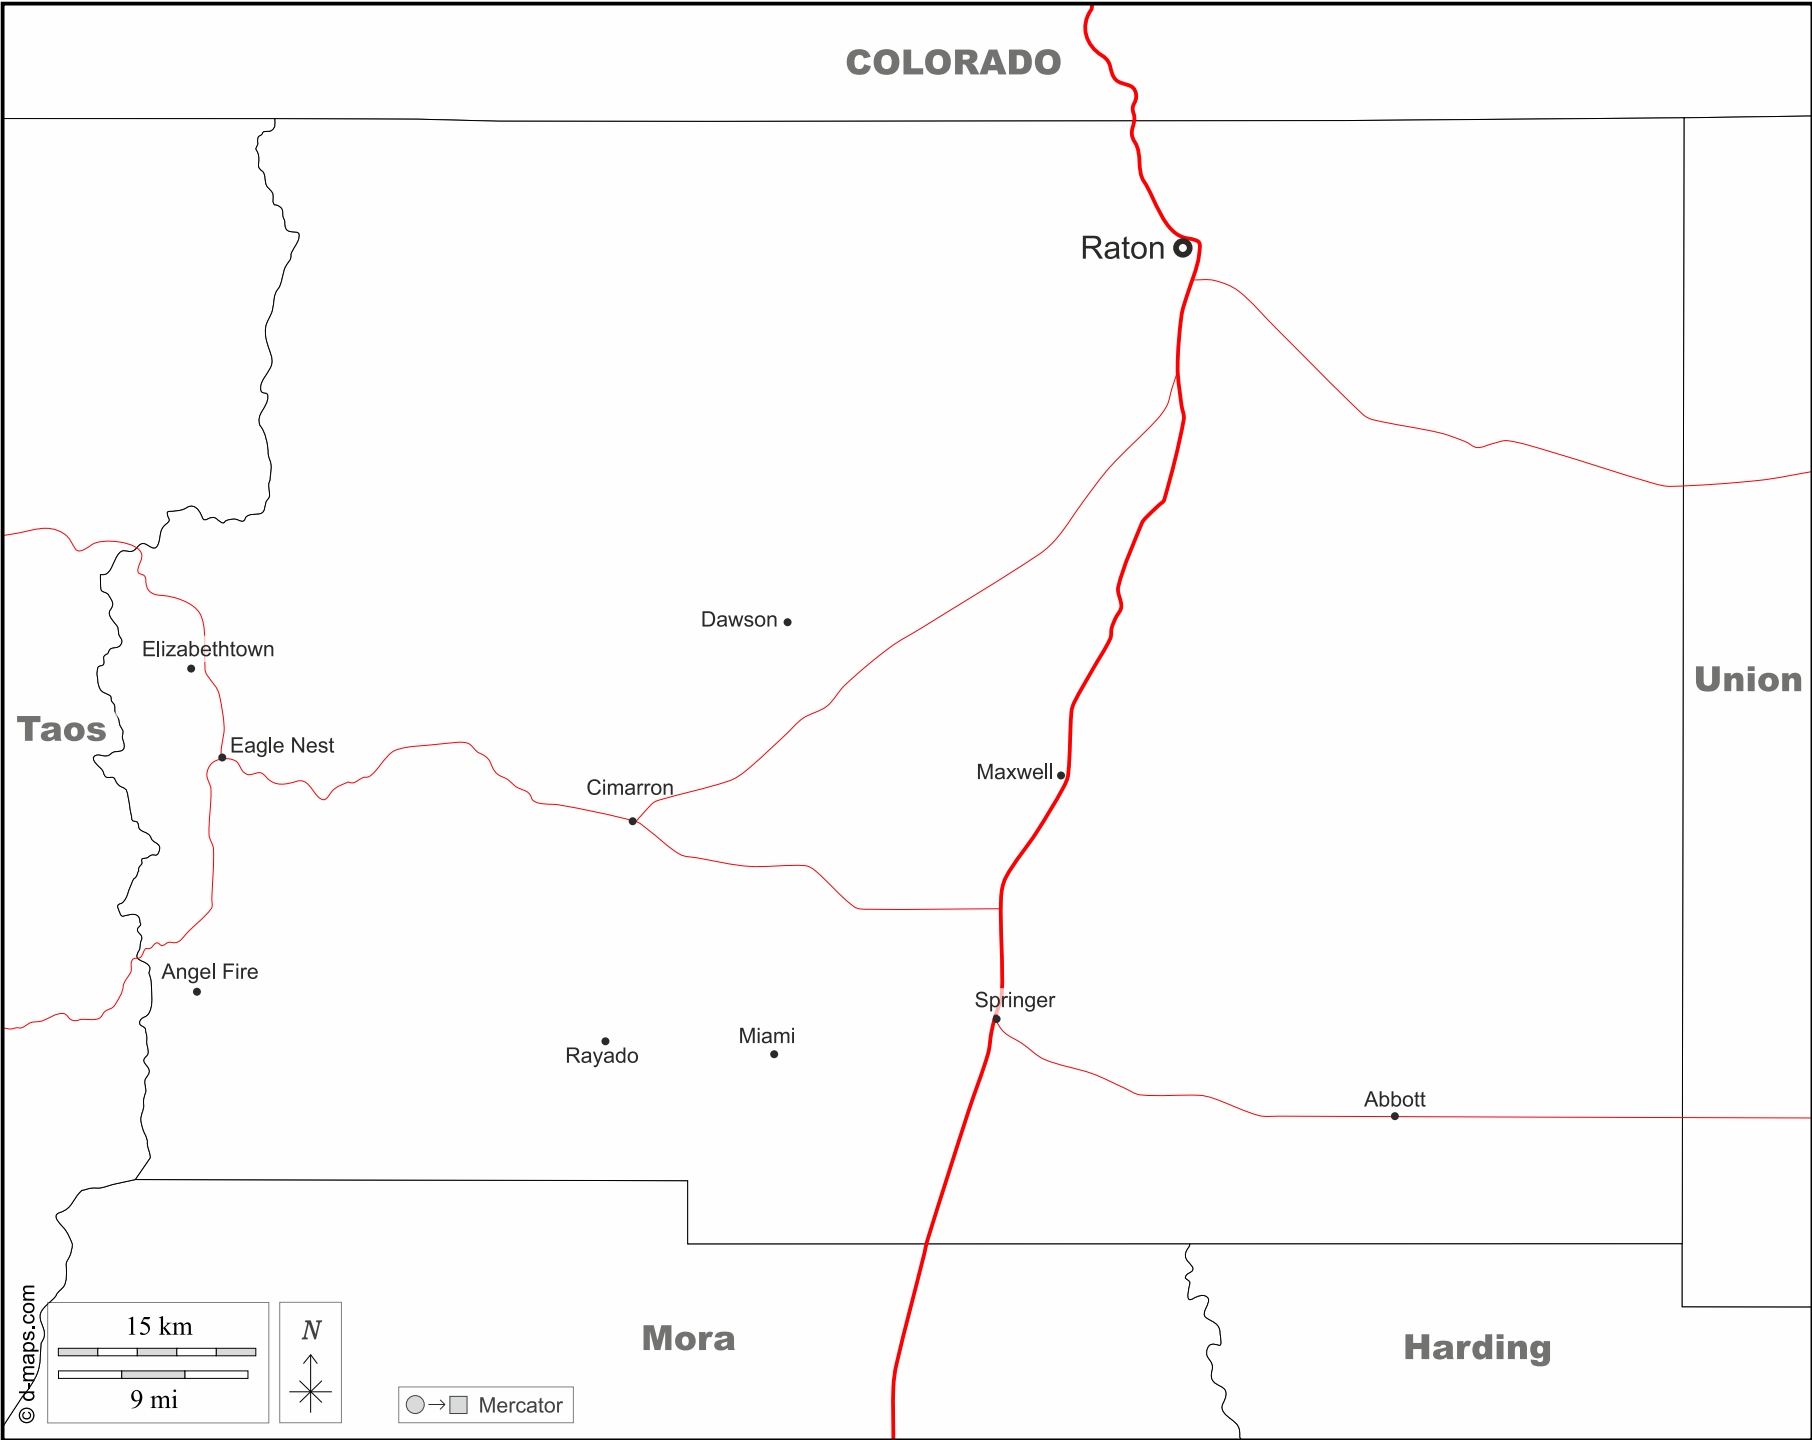 COLORADO
Raton
Dawson
Elizabethtown
Union
Taos
Eagle Nest
Maxwell
Cimarron
Angel Fire
Springer
Miami
Rayado
Abbott
Mora
Harding
15 km
9 mi
N
Mercator
© d-maps.com